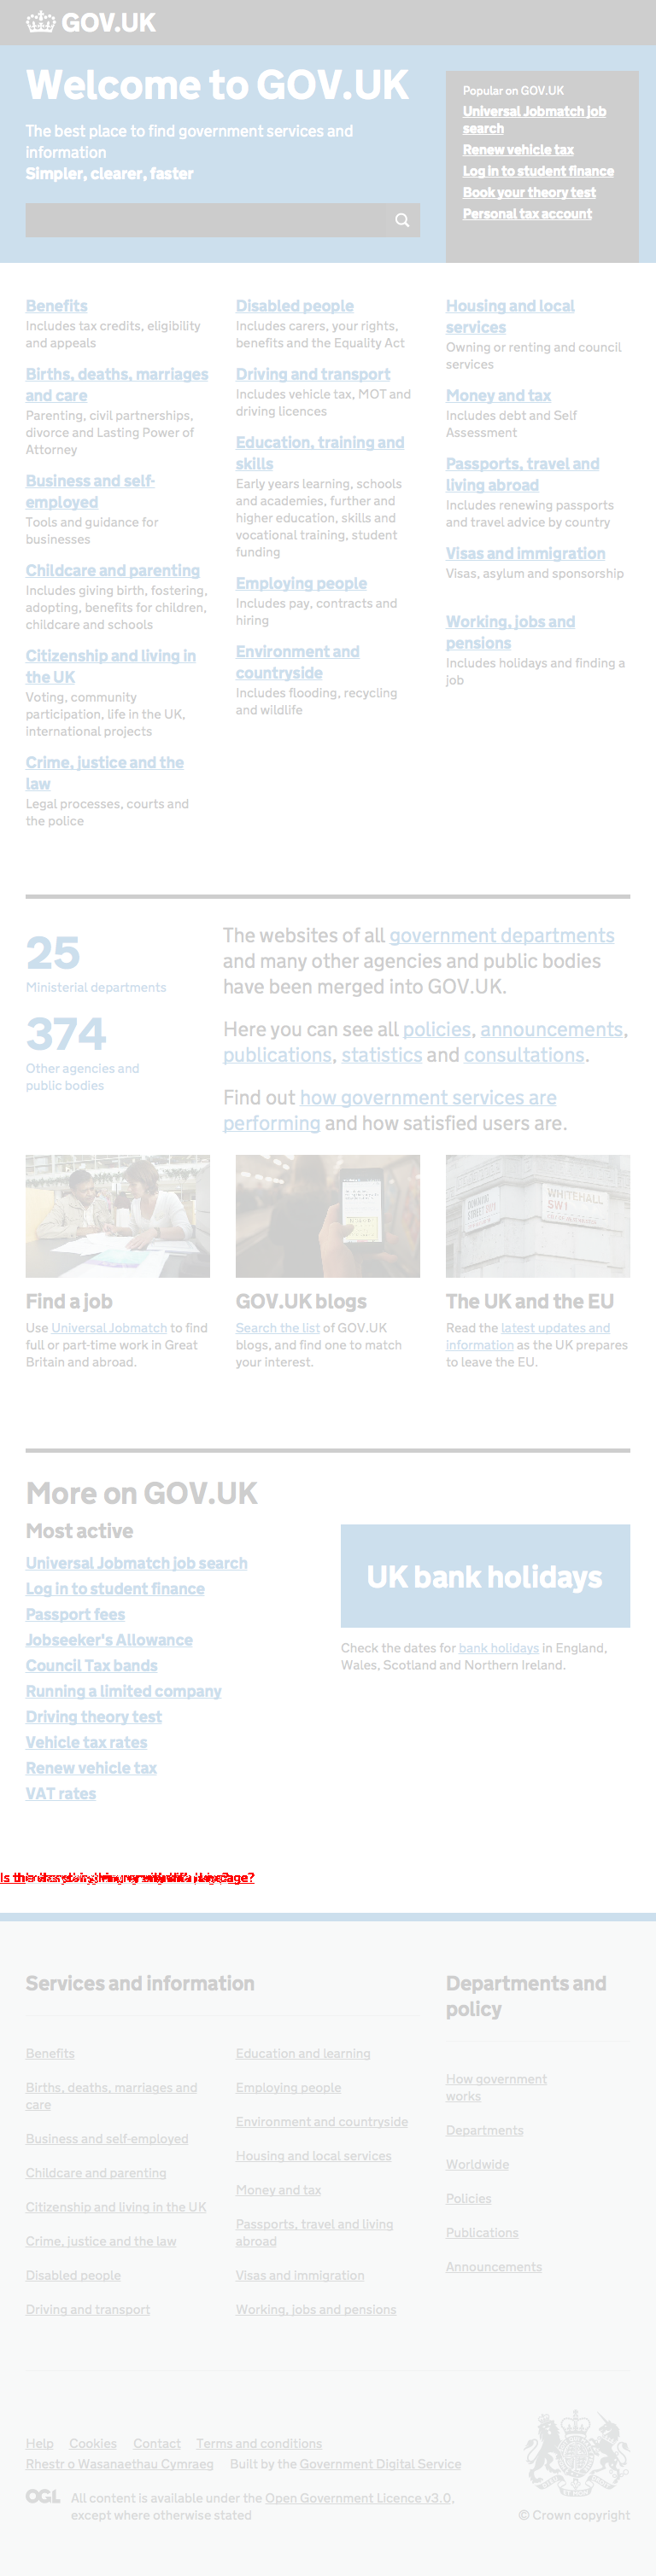 GOV.UK
Welcome to GOV.UK
The best place to find government services and
information
Simpler, clearer, faster
Popular on GOV.UK
Universal Jobmatch job
search
Renew vehicle tax
Log in to student finance
Book your theory test
Personal tax account
Benefits
Includes tax credits, eligibility
and appeals
Births, deaths, marriages
and care
Parenting, civil partnerships,
divorce and Lasting Power of
Attorney
Business and self-
employed
Tools and guidance for
businesses
Childcare and parenting
Includes giving birth, fostering,
adopting, benefits for children,
childcare and schools
Citizenship and living in
the UK
Voting, community
participation, life in the UK,
international projects
Crime, justice and the
law
Legal processes, courts and
the police
Disabled people
Includes carers, your rights,
benefits and the Equality Act
Driving and transport
Includes vehicle tax, MOT and
driving licences
Education, training and
skills
Early years learning, schools
and academies, further and
higher education, skills and
vocational training, student
funding
Employing people
Includes pay, contracts and
hiring
Environment and
countryside
Includes flooding, recycling
and wildlife
Housing and local
services
Owning or renting and council
services
Money and tax
Includes debt and Self
Assessment
Passports, travel and
living abroad
Includes renewing passports
and travel advice by country
Visas and immigration
Visas, asylum and sponsorship
Working, jobs and
pensions
Includes holidays and finding a
job
25
Ministerial departments
374
Other agencies and
public bodies
The websites of all government departments
and many other agencies and public bodies
have been merged into GOV.UK.
Here you can see all policies, announcements,
publications, statistics and consultations.
Find out how government services are
performing and how satisfied users are.
WHITEHALL
SW1
Find a job
Use Universal Jobmatch to find
full or part-time work in Great
Britain and abroad.
GOV.UK blogs
Search the list of GOV.UK
blogs, and find one to match
your interest.
The UK and the EU
Read the latest updates and
information as the UK prepares
to leave the EU.
More on GOV.UK
Most active
Universal Jobmatch job search
Log in to student finance
Passport fees
Jobseeker's Allowance
Council Tax bands
Running a limited company
Driving theory test
Vehicle tax rates
Renew vehicle tax
VAT rates
UK bank holidays
Check the dates for bank holidays in England,
Wales, Scotland and Northern Ireland.
Services and information
Benefits
Births, deaths, marriages and
care
Business and self-employed
Childcare and parenting
Citizenship and living in the UK
Crime, justice and the law
Disabled people
Driving and transport
Education and learning
Employing people
Environment and countryside
Housing and local services
Money and tax
Passports, travel and living
abroad
Visas and immigration
Working, jobs and pensions
Departments and
policy
How government
works
Departments
Worldwide
Policies
Publications
Announcements
Help Cookies Contact Terms and conditions
Rhestr o Wasanaethau Cymraeg Built by the Government Digital Service
OGL All content is available under the Open Government Licence v3.0,
except where otherwise stated
© Crown copyright